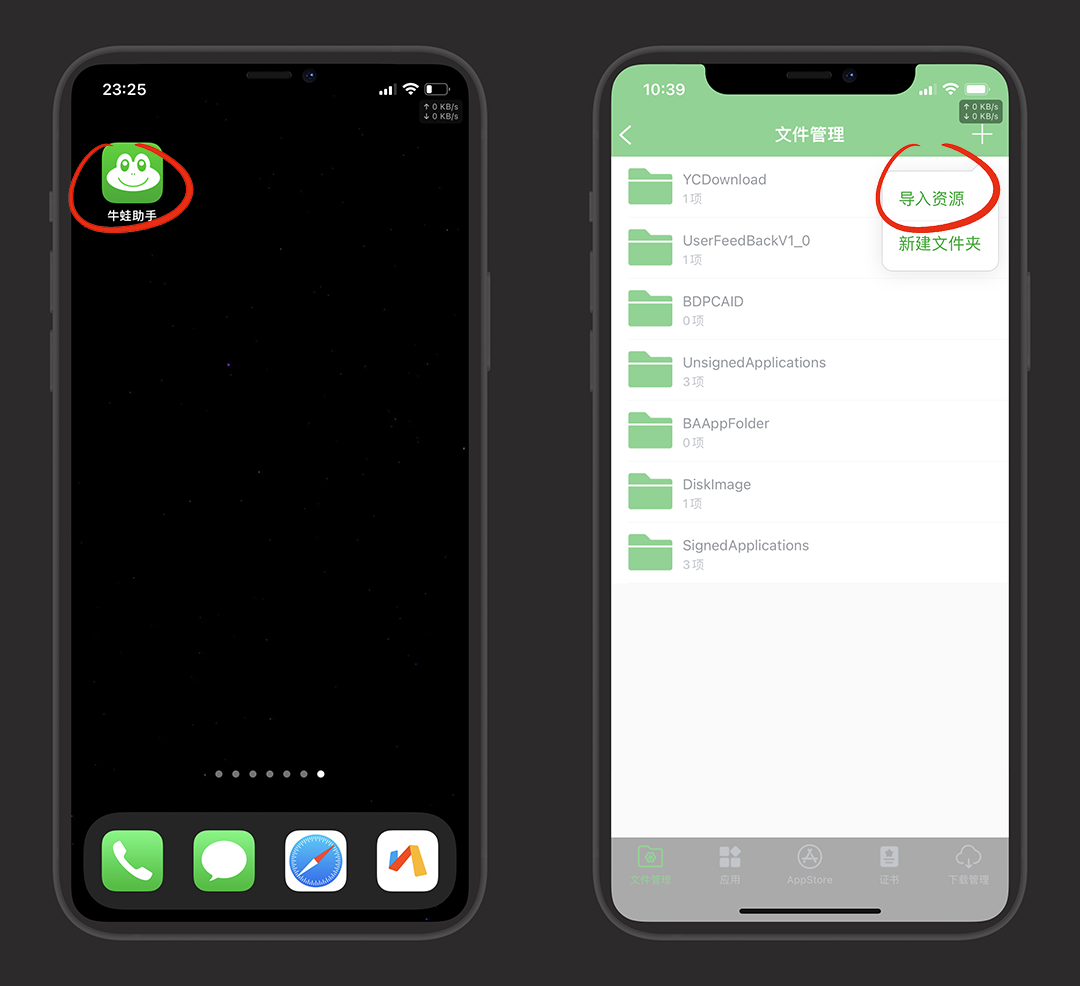 23:25
↑ 0 KB/s
↓ 0 KB/s
牛蛙助手
10:39
↑ 0 KB/s
↓ 0 KB/s
文件管理
导入资源
新建文件夹
YCDownload
1项
UserFeedBackV1_0
1项
BDPCAID
0项
UnsignedApplications
3项
BAAppFolder
0项
DiskImage
1项
SignedApplications
3项
文件管理
应用
AppStore
证书
下载管理